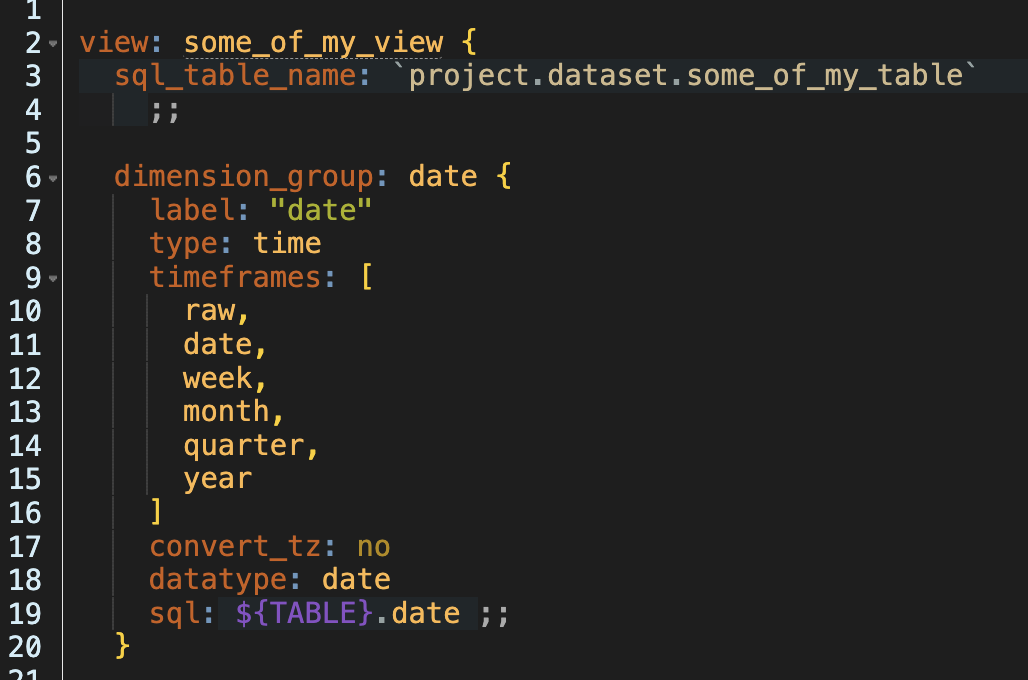 1
2 view: some_of_my_view {
3 sql_table_name: `project.dataset.some_of_my_table`
4 ;;
5
6 dimension_group: date {
7 label: "date"
8 type: time
9 timeframes: [
10 raw,
11 date,
12 week,
13 month,
14 quarter,
15 year
16 ]
17 convert_tz: no
18 datatype: date
19 sql: ${TABLE}.date ;;
20 }
21